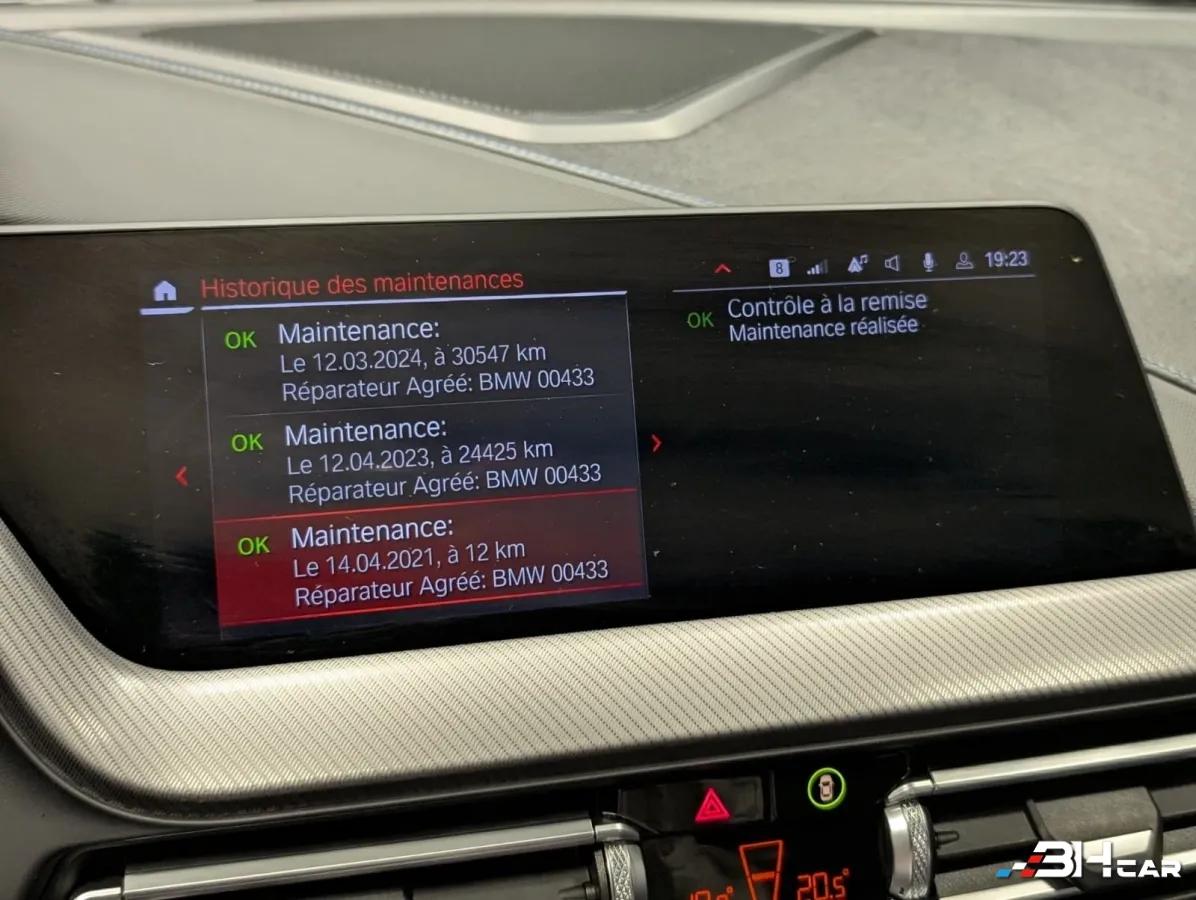 Historique des maintenances
8
19:23
OK
Maintenance:
Le 12.03.2024, à 30547 km
Réparateur Agréé: BMW 00433
OK
Maintenance:
Le 12.04.2023, à 24425 km
Réparateur Agréé: BMW 00433
OK
Maintenance:
Le 14.04.2021, à 12 km
Réparateur Agréé: BMW 00433
OK
Contrôle à la remise
Maintenance réalisée
20.5°
BHCAR